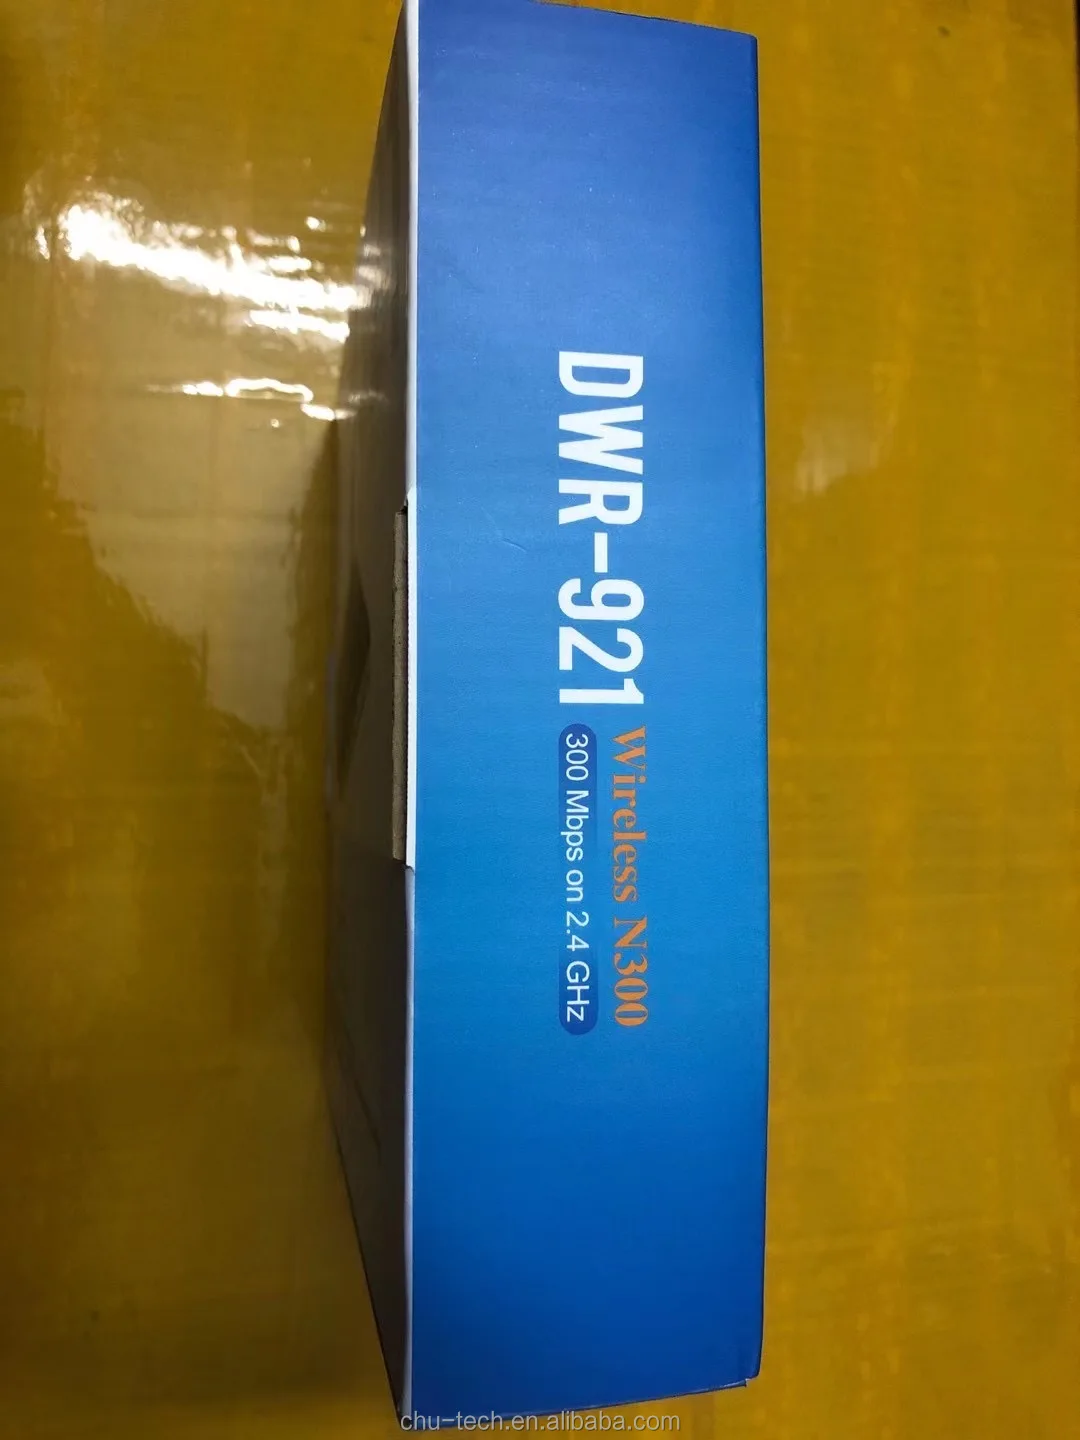 DWR-921
Wireless N300
300 Mbps on 2.4 GHz
chu-tech.en.alibaba.com